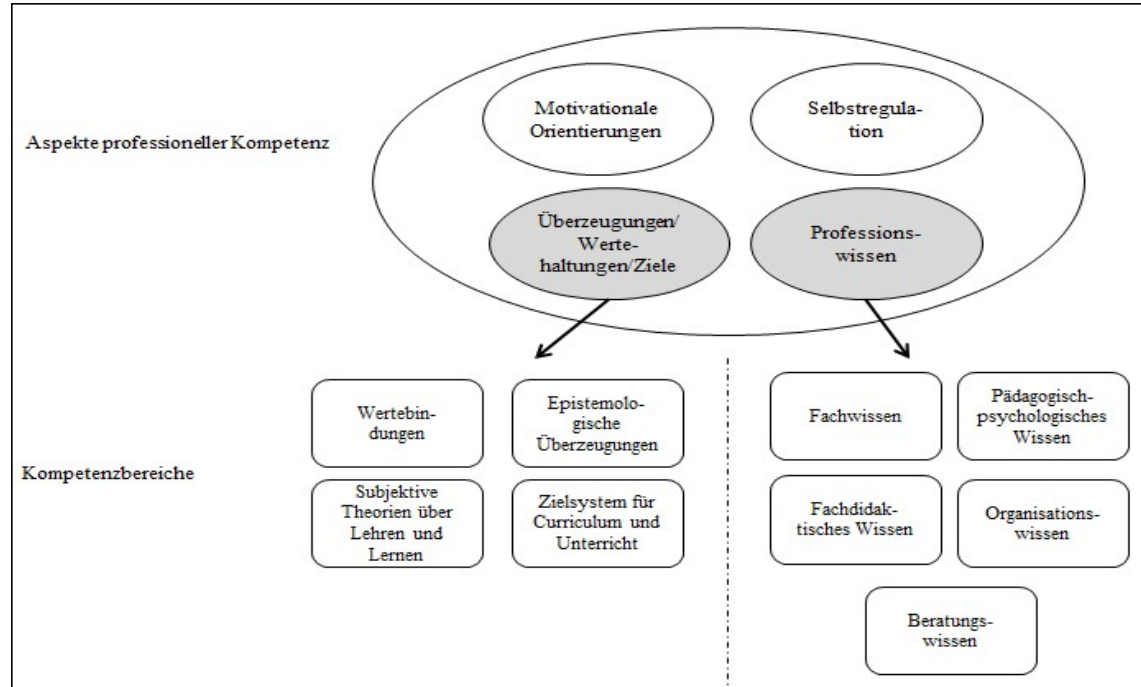 Motivationale
Orientierungen
Selbstregula-
tion
Aspekte professioneller Kompetenz
Überzeugungen/
Werte-
haltungen/Ziele
Professions-
wissen
Wertebin-
dungen
Epistemolo-
gische
Überzeugungen
Fachwissen
Pädagogisch-
psychologisches
Wissen
Kompetenzbereiche
Subjektive
Theorien über
Lehren und
Lernen
Zielsystem für
Curriculum und
Unterricht
Fachdidak-
tisches Wissen
Organisations-
wissen
Beratungs-
wissen